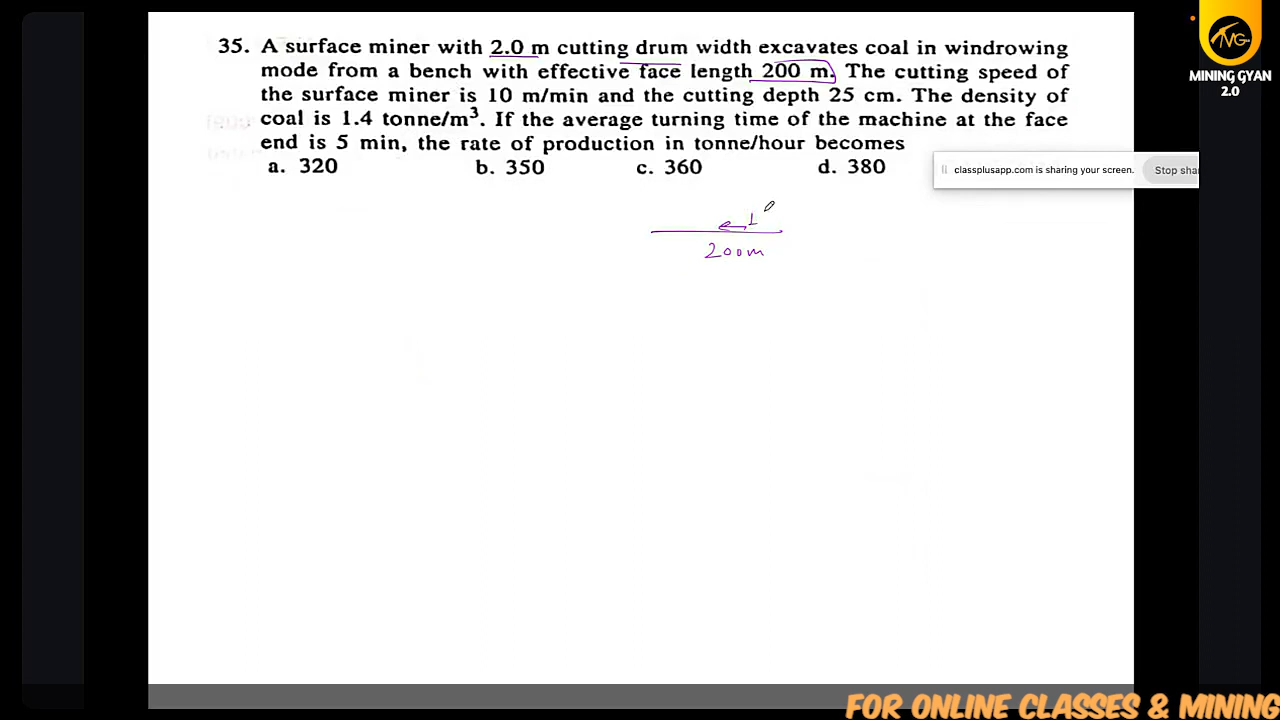 MINING GYAN
2.0
35. A surface miner with 2.0 m cutting drum width excavates coal in windrowing
mode from a bench with effective face length 200 m. The cutting speed of
the surface miner is 10 m/min and the cutting depth 25 cm. The density of
coal is 1.4 tonne/m³. If the average turning time of the machine at the face
end is 5 min, the rate of production in tonne/hour becomes
a. 320 b. 350 c. 360 d. 380
classplusapp.com is sharing your screen. Stop sha
200m
FOR ONLINE CLASSES & MINING